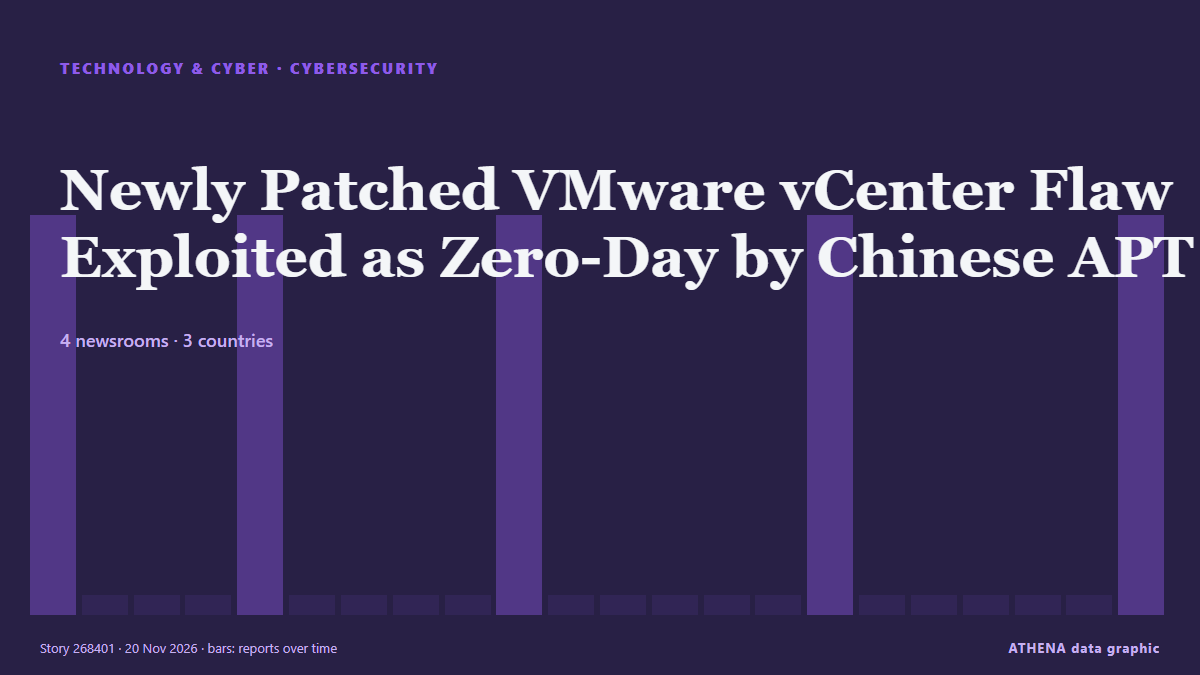 TECHNOLOGY & CYBER · CYBERSECURITY
Newly Patched VMware vCenter Flaw
Exploited as Zero-Day by Chinese APT
4 newsrooms · 3 countries
Story 268401 · 20 Nov 2026 · bars: reports over time
ATHENA data graphic